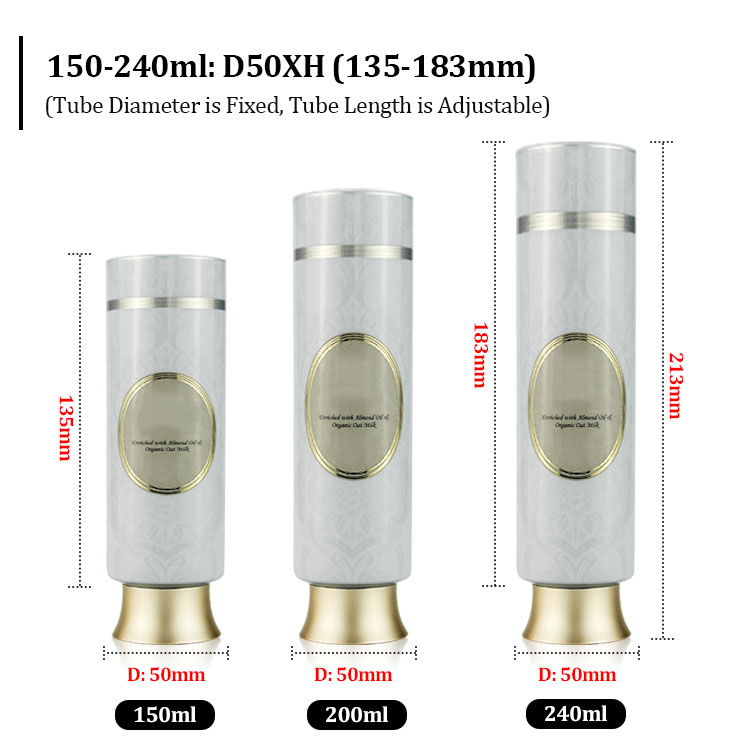 150-240ml: D50XH (135-183mm)
(Tube Diameter is Fixed, Tube Length is Adjustable)
135mm
183mm
213mm
Enriched with Almond Oil &
Organic Oat Milk
Enriched with Almond Oil &
Organic Oat Milk
Enriched with Almond Oil &
Organic Oat Milk
D: 50mm
D: 50mm
D: 50mm
150ml
200ml
240ml